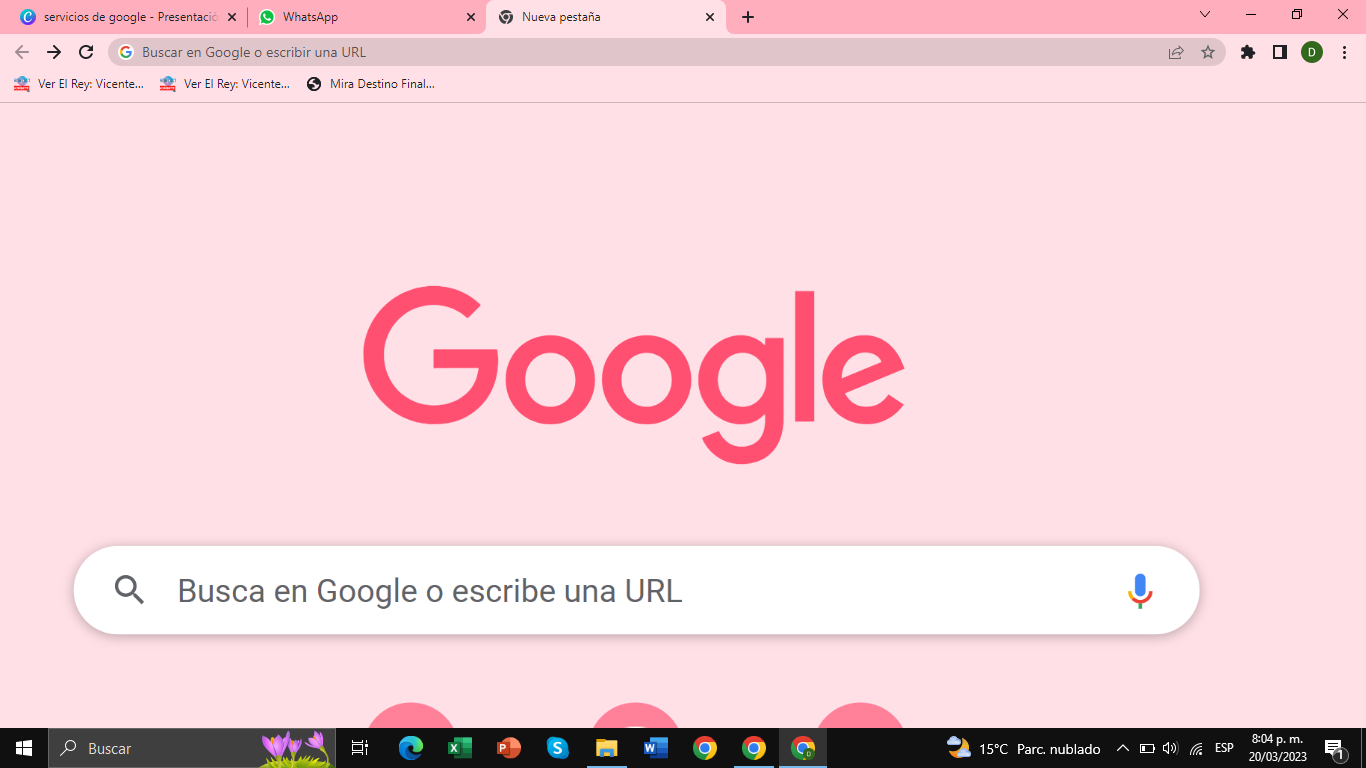 servicios de google - Presentació
WhatsApp
Nueva pestaña
Buscar en Google o escribir una URL
D
Ver El Rey: Vicente...
Ver El Rey: Vicente...
Mira Destino Final...
Google
Busca en Google o escribe una URL
Buscar
15°C Parc. nublado
ESP
8:04 p. m.
20/03/2023
1